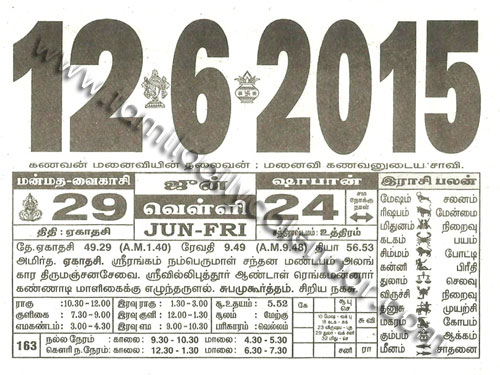 12 6 2015
கணவன் மனைவியின் தலைவன் : மனைவி கணவனுடைய சாவி.
மன்மத-வைகாசி ஜுன் ஷாபான் இராசி பலன்
29 வெள்ளி 24
திதி : ஏகாதசி JUN-FRI
தே.ஏகாதசி 49.29 (A.M.1.40) ரேவதி 9.49 (A.M.9.48) தியா 56.53
அமிர்த. ஏகாதசி. ஸ்ரீரங்கம் நம்பெருமாள் சந்தன மண்டபம் அலங்
கார திருமஞ்சனசேவை. ஸ்ரீவில்லிபுத்தூர் ஆண்டாள் ரெங்கமன்னார்
கண்ணாடி மாளிகைக்கு எழுந்தருளல். சுபமுகூர்த்தம். சிறிய நகசு.
மேஷம் சலனம்
ரிஷபம் மேன்மை
மிதுனம் நிறைவு
கடகம் பயம்
சிம்மம் போட்டி
கன்னி பிரீதி
துலாம் செலவு
விருச்சி நிறைவு
தனுசு முயற்சி
மகரம் கோபம்
கும்பம் ஆக்கம்
மீனம் சாதனை
ராகு :10.30 - 12.00 இரவு ராகு : 1.30 - 3.00 சூ.உதயம் : 5.52
குளிகை : 7.30 - 9.00 இரவு குளி : 3.00 - 4.30 சூலம் : மேற்கு
எமகண்டம் : 3.00 - 4.30 இரவு எம : 9.00 - 10.30 பரிகாரம் : வெல்லம்
163 நல்ல நேரம் : காலை: 9.30 - 10.30 மாலை 4.30 - 5.30
கௌரி ந.நேரம் : காலை: 12.30 - 1.30 மாலை 6.30 - 7.30
கே
சூ பு
செ
சு வி
சனி ரா